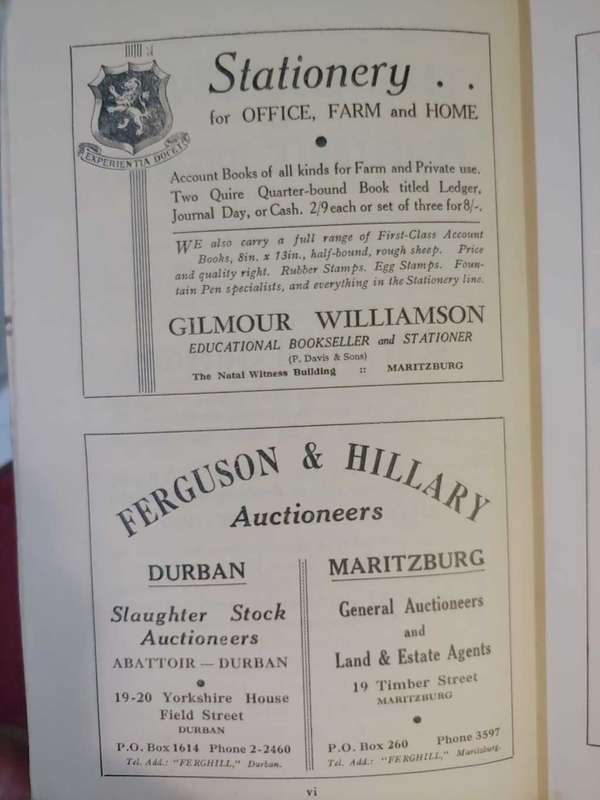 Stationery . .
for OFFICE, FARM and HOME
EXPERIENTIA DOCET
Account Books of all kinds for Farm and Private use.
Two Quire Quarter-bound Book titled Ledger,
Journal Day, or Cash. 2/9 each or set of three for 8/-.
WE also carry a full range of First-Class Account
Books, 8in. x 13in., half-bound, rough sheep. Price
and quality right. Rubber Stamps. Egg Stamps. Foun-
tain Pen specialists, and everything in the Stationery line.
GILMOUR WILLIAMSON
EDUCATIONAL BOOKSELLER and STATIONER
(P. Davis & Sons)
The Natal Witness Building :: MARITZBURG
FERGUSON & HILLARY
Auctioneers
DURBAN
Slaughter Stock
Auctioneers
ABATTOIR — DURBAN
19-20 Yorkshire House
Field Street
DURBAN
P.O. Box 1614 Phone 2-2460
Tel. Add.: "FERGHILL," Durban.
MARITZBURG
General Auctioneers
and
Land & Estate Agents
19 Timber Street
MARITZBURG
P.O. Box 260 Phone 3597
Tel. Add.: "FERGHILL," Maritzburg.
vi